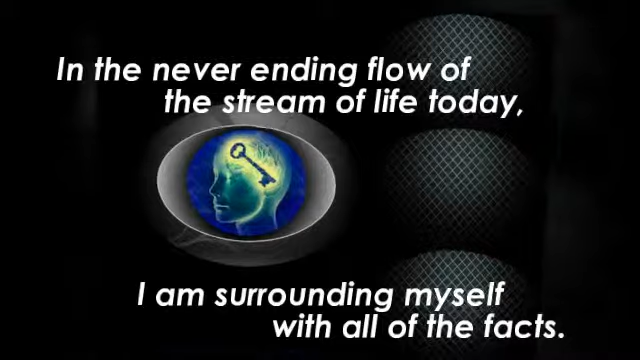 In the never ending flow of
the stream of life today,
I am surrounding myself
with all of the facts.